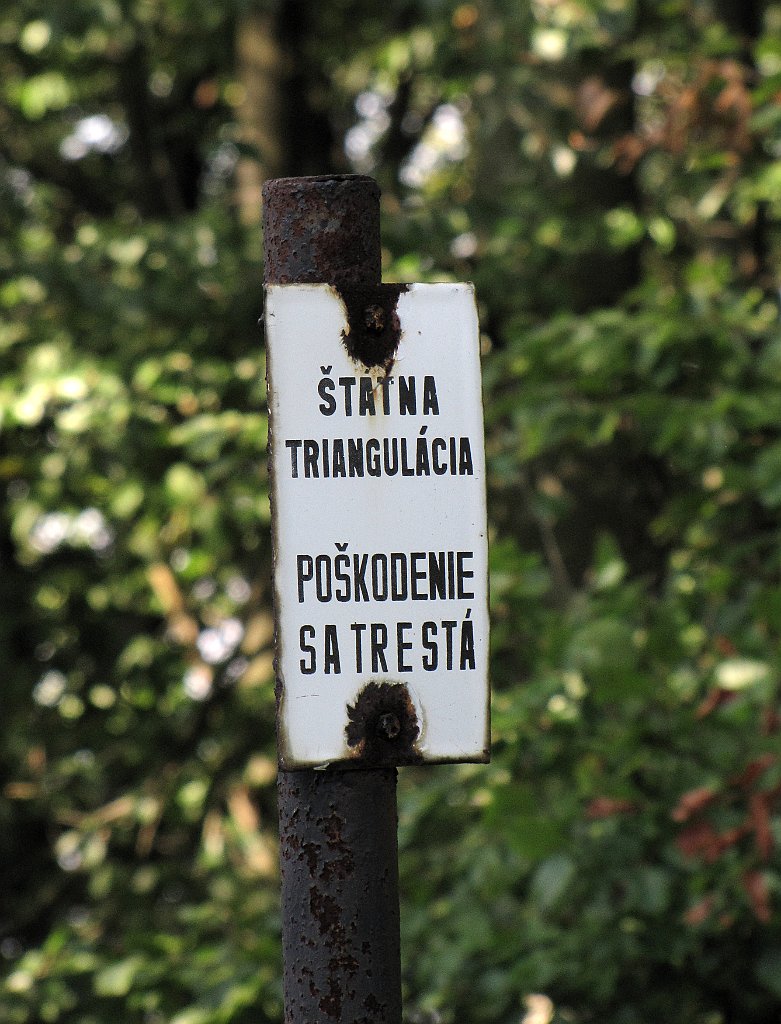 ŠTÁTNA
TRIANGULÁCIA
POŠKODENIE
SA TRESTÁ